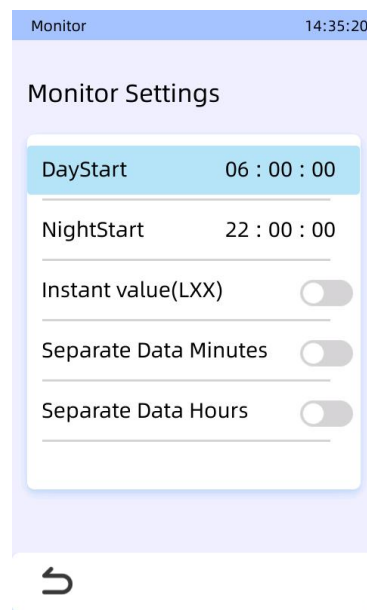 Monitor 14:35:20
Monitor Settings
DayStart 06 : 00 : 00
NightStart 22 : 00 : 00
Instant value(LXX)
Separate Data Minutes
Separate Data Hours